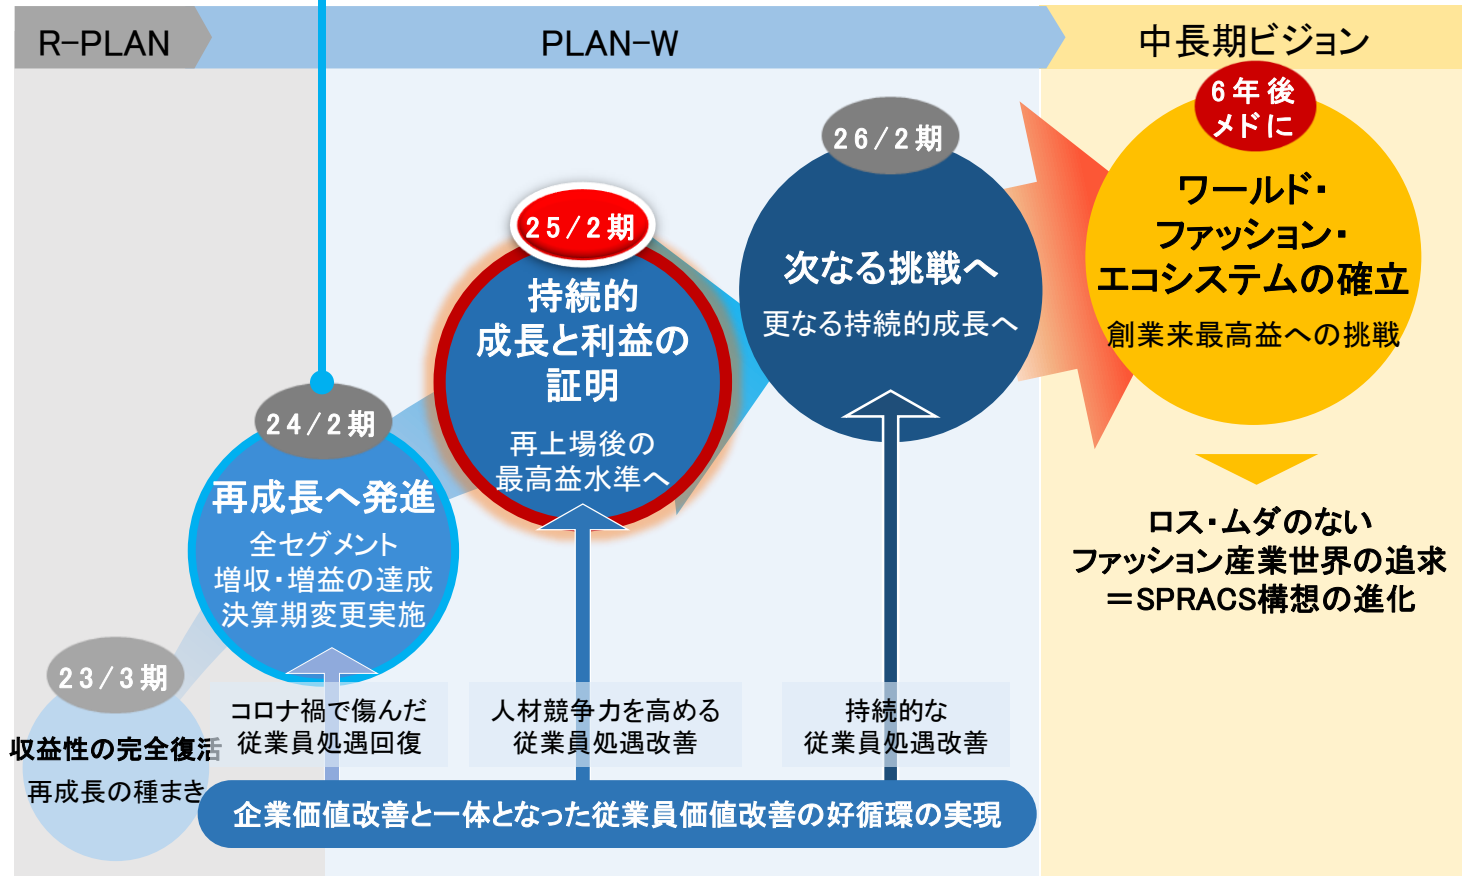 R-PLAN
PLAN-W
中長期ビジョン
23/3期
収益性の完全復活
再成長の種まき
24/2期
再成長へ発進
全セグメント
増収・増益の達成
決算期変更実施
25/2期
持続的
成長と利益の
証明
再上場後の
最高益水準へ
26/2期
次なる挑戦へ
更なる持続的成長へ
6年後
メドに
ワールド・
ファッション・
エコシステムの確立
創業来最高益への挑戦
ロス・ムダのない
ファッション産業世界の追求
＝SPRACS構想の進化
コロナ禍で傷んだ
従業員処遇回復
人材競争力を高める
従業員処遇改善
持続的な
従業員処遇改善
企業価値改善と一体となった従業員価値改善の好循環の実現